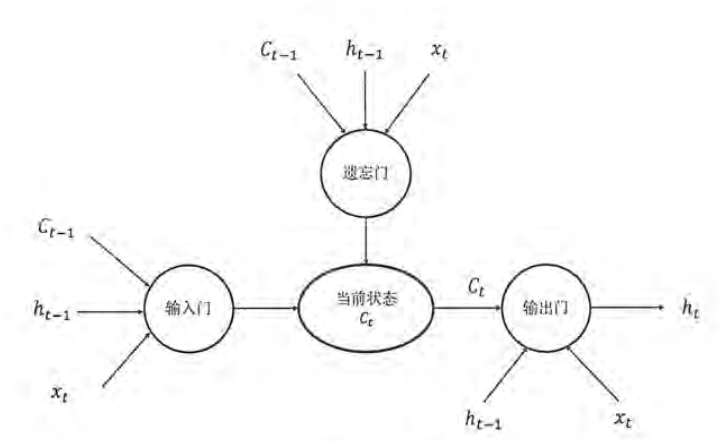 C_{t-1} h_{t-1} x_t
遗忘门
C_{t-1}
h_{t-1}
x_t
输入门
当前状态
C_t
C_t
输出门
h_t
h_{t-1} x_t